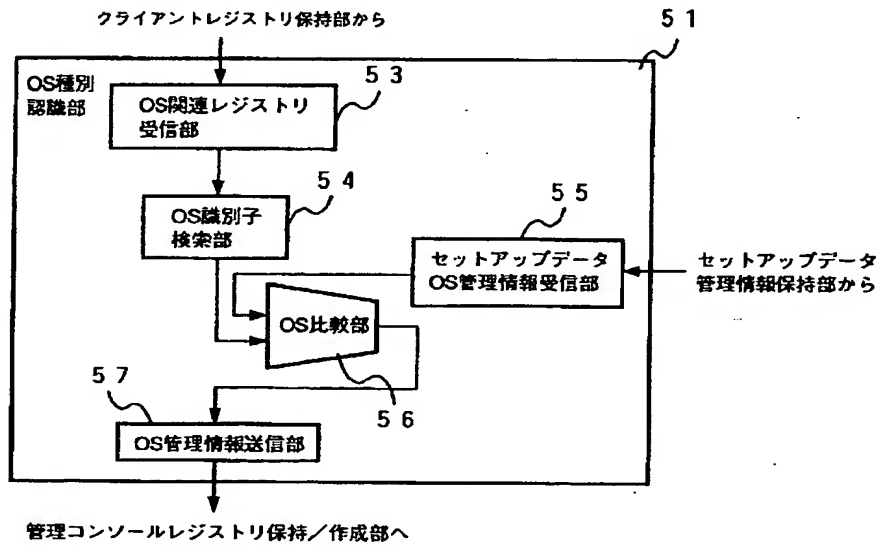 クライアントレジストリ保持部から
51
OS種別
認識部
53
OS関連レジストリ
受信部
54
OS識別子
検索部
55
セットアップデータ
OS管理情報受信部
セットアップデータ
管理情報保持部から
OS比較部
56
57
OS管理情報送信部
管理コンソールレジストリ保持/作成部へ